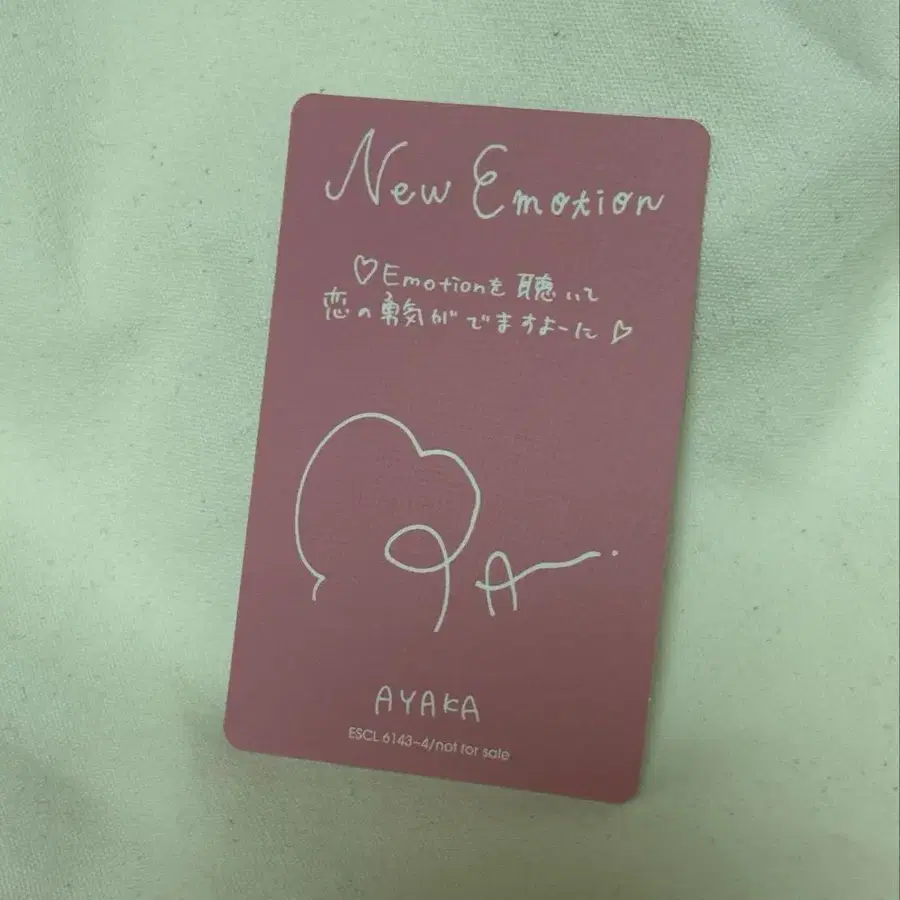 New Emotion
♡Emotionを聴いて
恋の勇気がでますよーに♡
AYAKA
ESCL 6143-4/not for sale